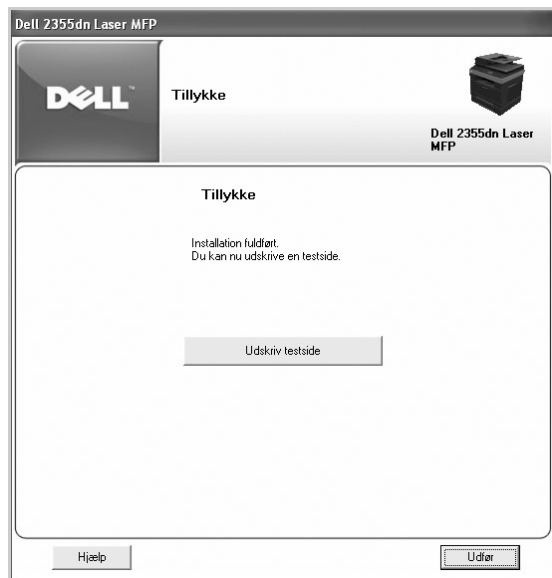 Dell 2355dn Laser MFP
DELL™
Tillykke
Dell 2355dn Laser
MFP
Tillykke
Installation fuldført.
Du kan nu udskrive en testside.
Udskriv testside
Hjælp
Udfør